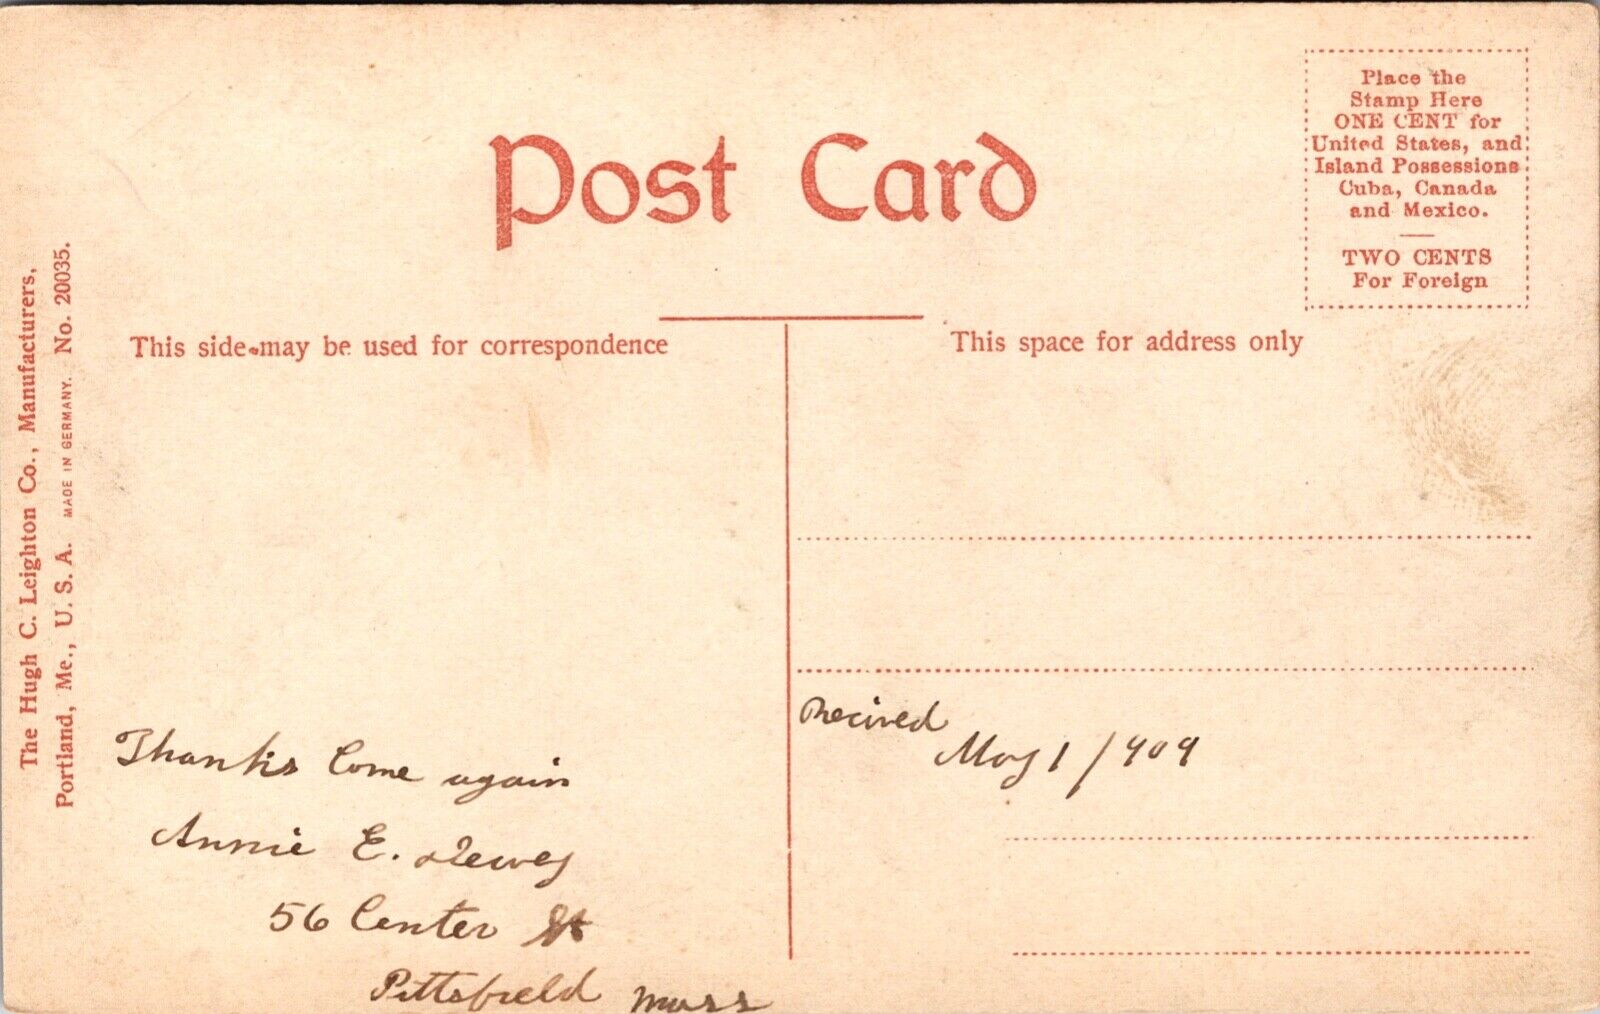 Post Card
Place the
Stamp Here
ONE CENT for
United States, and
Island Possessions
Cuba, Canada
and Mexico.
TWO CENTS
For Foreign
This side may be used for correspondence
This space for address only
The Hugh C. Leighton Co., Manufacturers,
Portland, Me., U. S. A. MADE IN GERMANY. No. 20035.
Thanks Come again
Annie E. Dewey
56 Center St
Pittsfield Mass
Recived
May 1/909